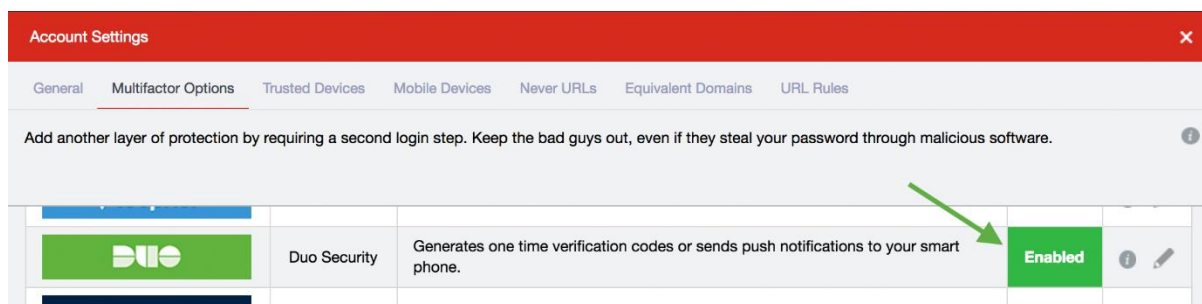 Account Settings
General Multifactor Options Trusted Devices Mobile Devices Never URLs Equivalent Domains URL Rules
Add another layer of protection by requiring a second login step. Keep the bad guys out, even if they steal your password through malicious software.
DUO Duo Security Generates one time verification codes or sends push notifications to your smart
phone. Enabled